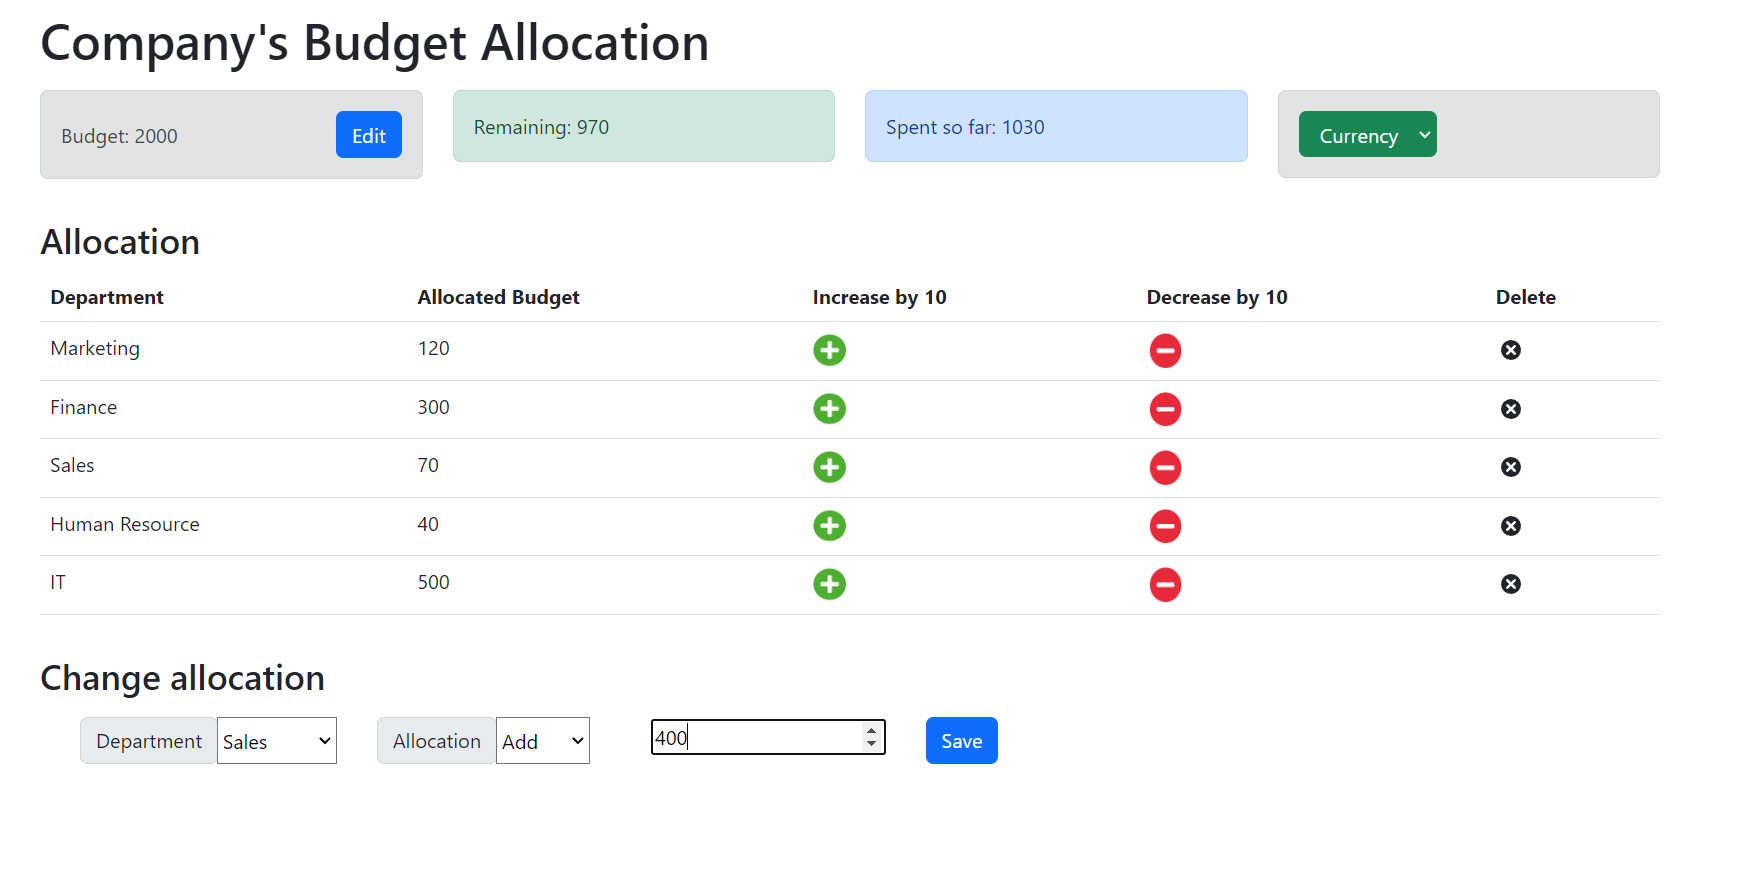 Company's Budget Allocation
Budget: 2000 Edit Remaining: 970 Spent so far: 1030 Currency
Allocation
Department Allocated Budget Increase by 10 Decrease by 10 Delete
Marketing 120
Finance 300
Sales 70
Human Resource 40
IT 500
Change allocation
Department Sales Allocation Add 400 Save